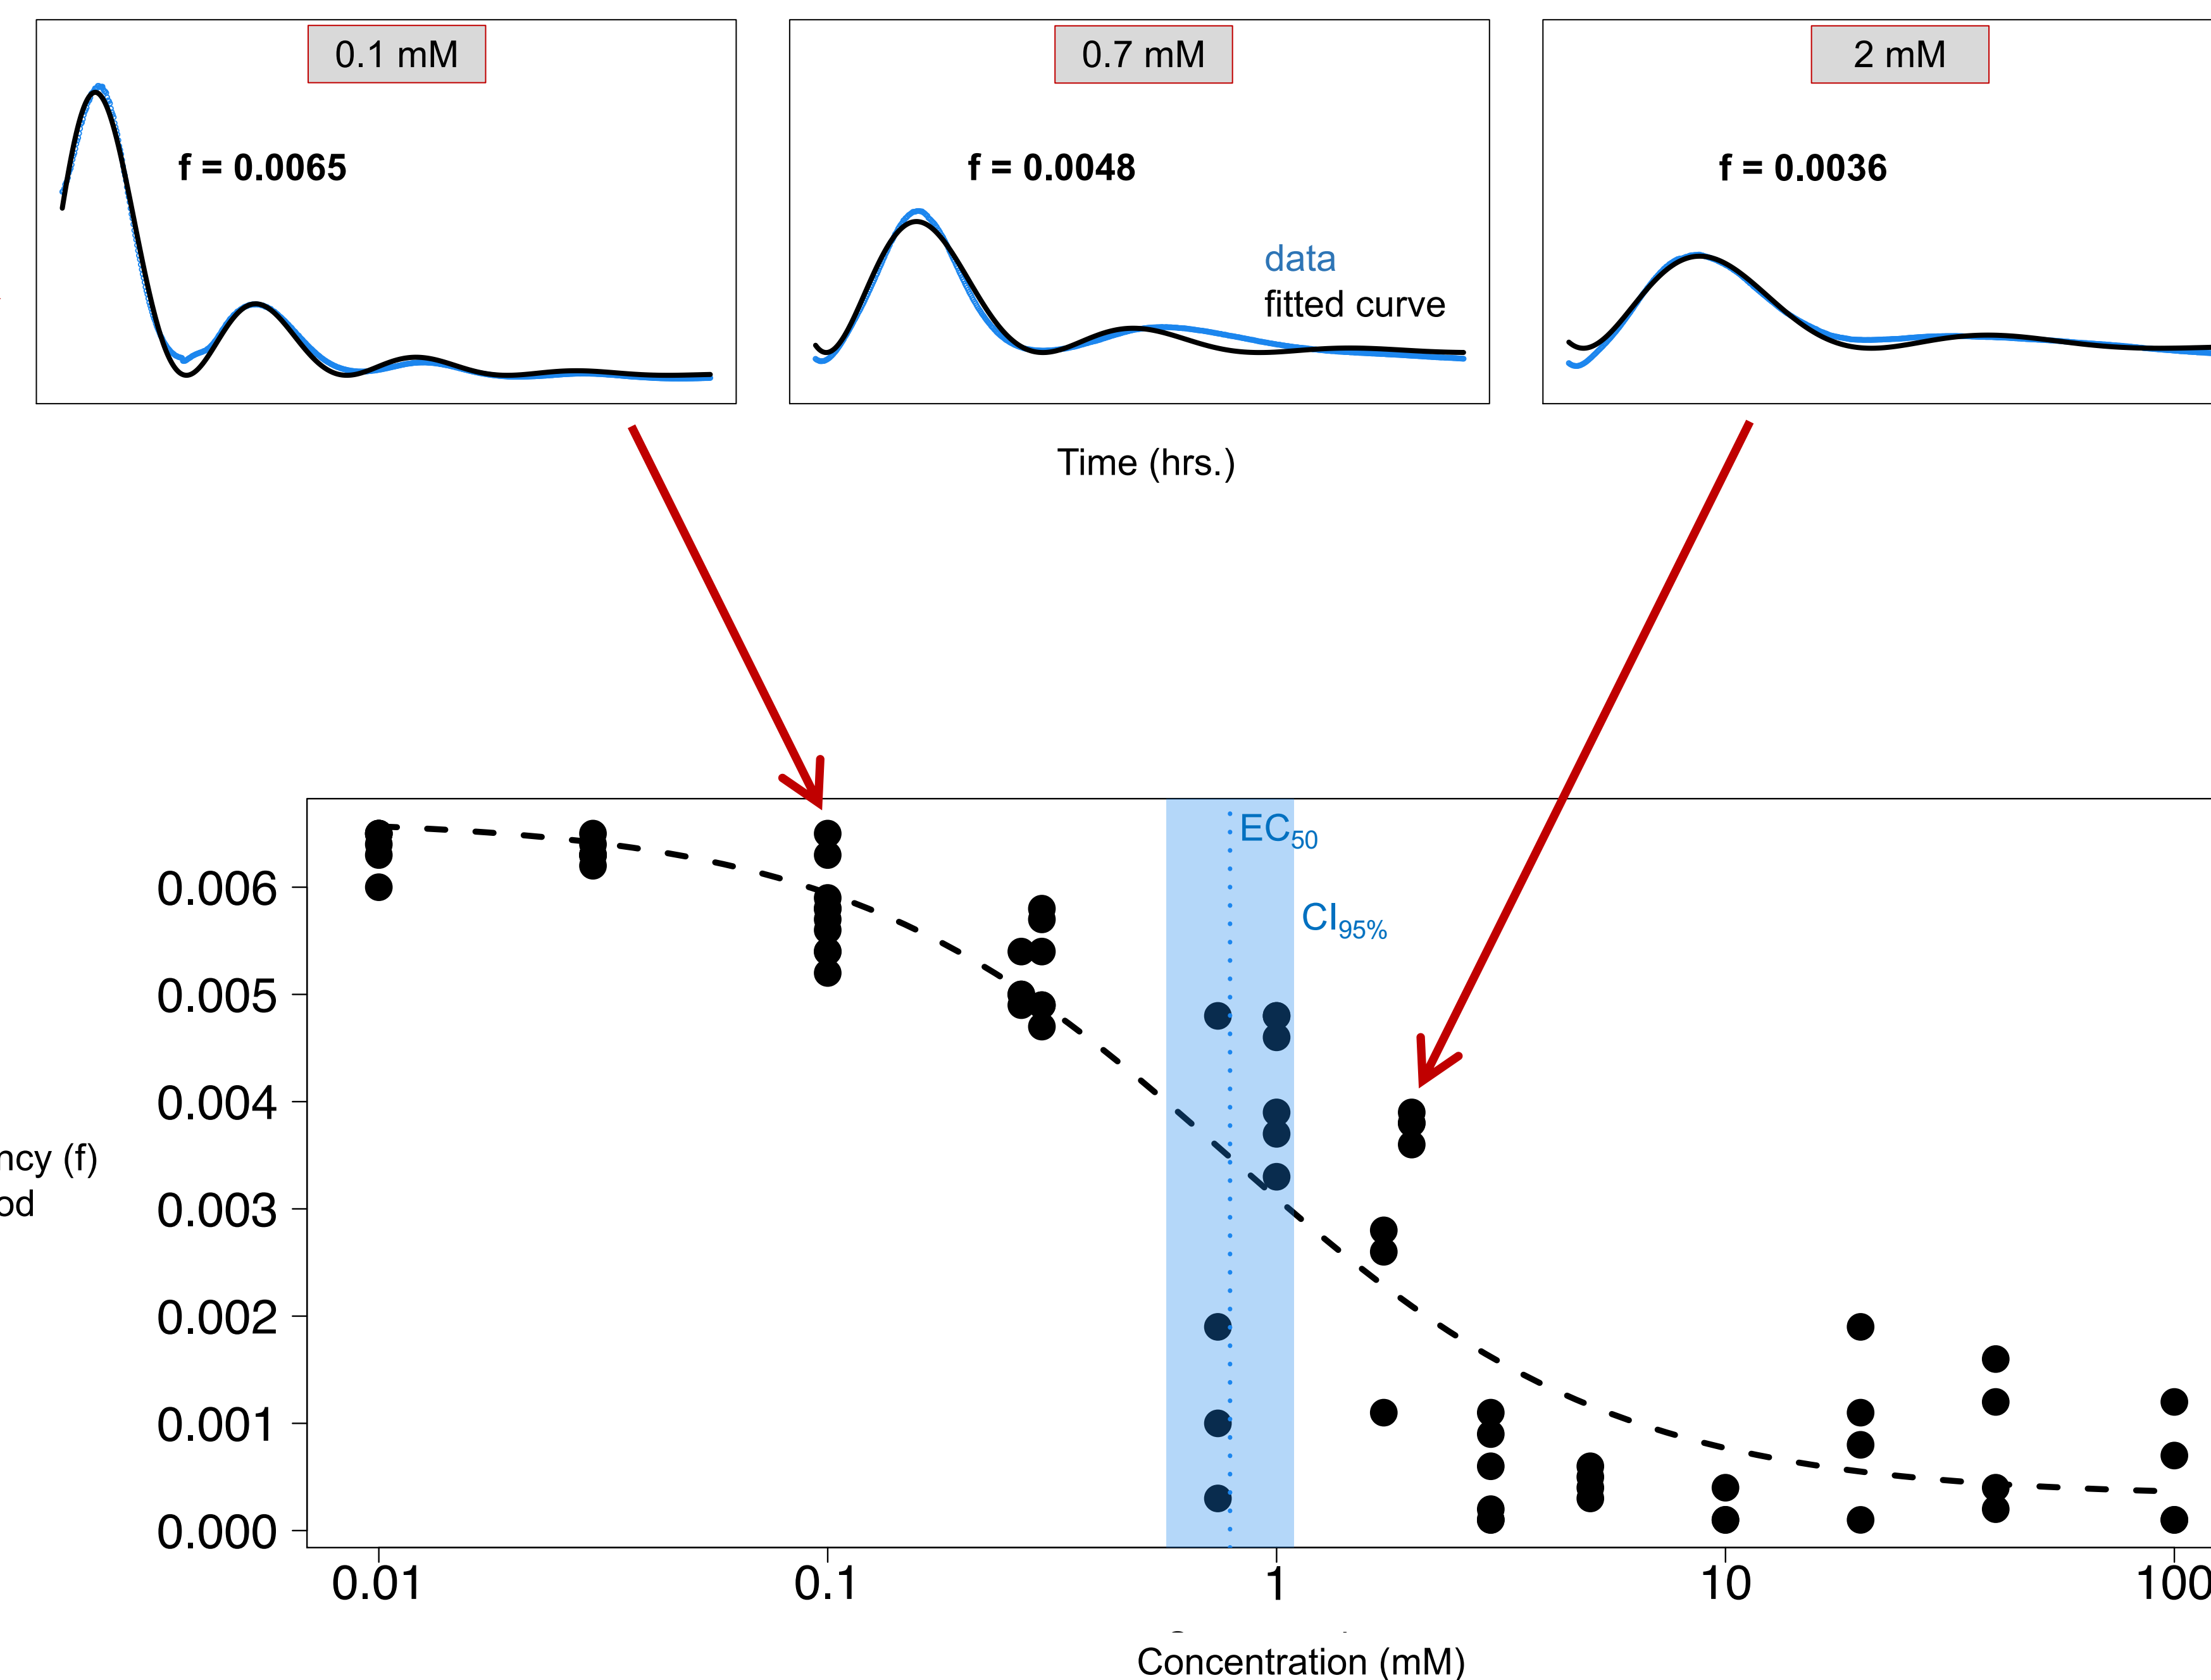 0.1 mM
0.7 mM
2 mM
f = 0.0065
f = 0.0048
f = 0.0036
data
fitted curve
Time (hrs.)
EC50
CI95%
0.006
0.005
0.004
0.003
0.002
0.001
0.000
(f)
0.01
0.1
1
10
100
Concentration (mM)